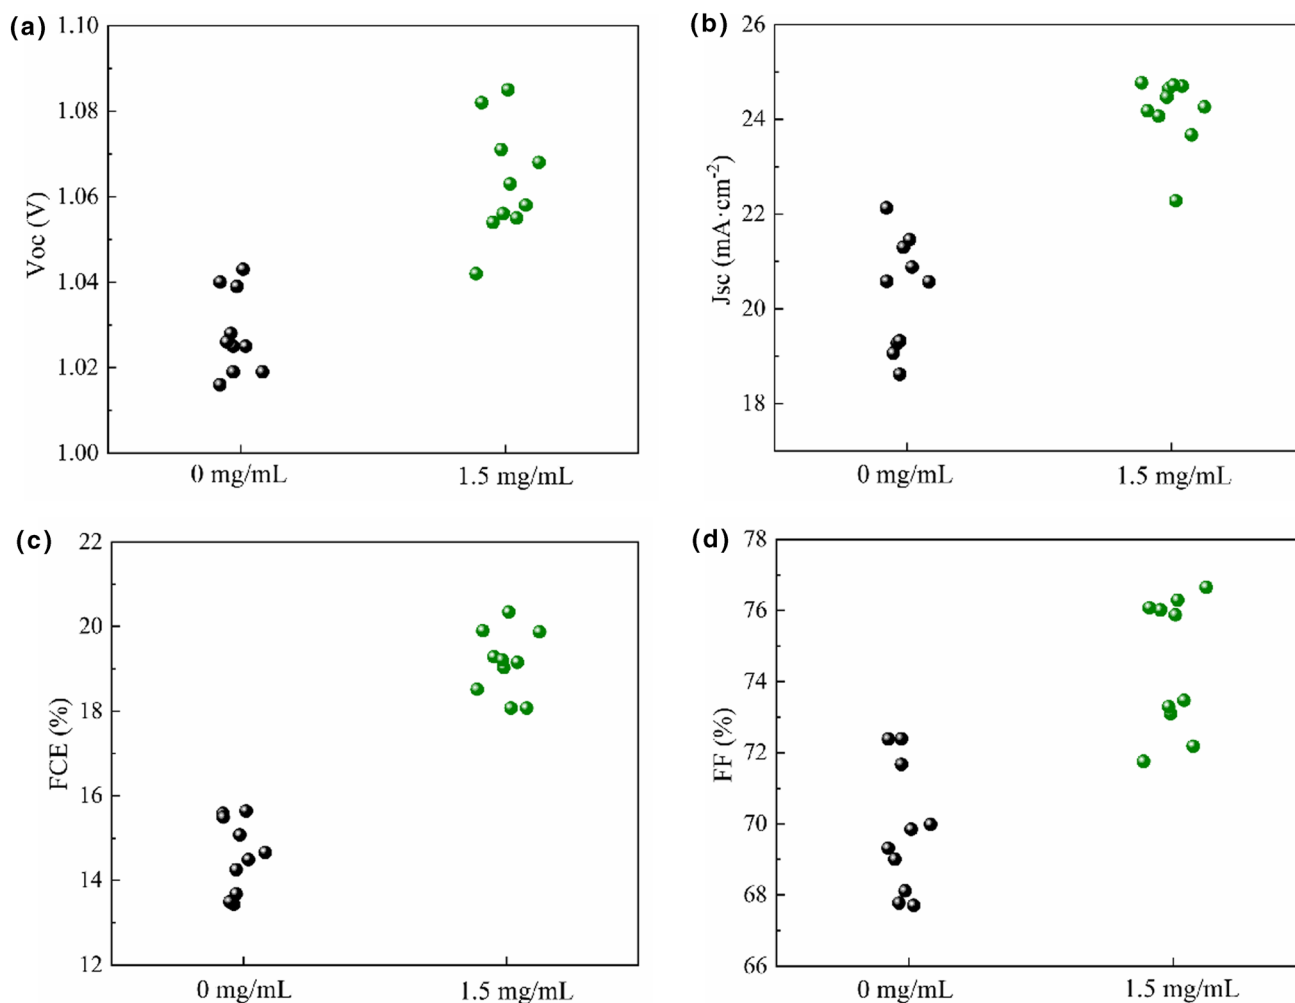 (a)
1.10
1.08
1.06
1.04
1.02
1.00
Voc (V)
0 mg/mL
1.5 mg/mL
(b)
26
24
22
20
18
Jsc (mA·cm⁻²)
0 mg/mL
1.5 mg/mL
(c)
22
20
18
16
14
12
FCE (%)
0 mg/mL
1.5 mg/mL
(d)
78
76
74
72
70
68
66
FF (%)
0 mg/mL
1.5 mg/mL